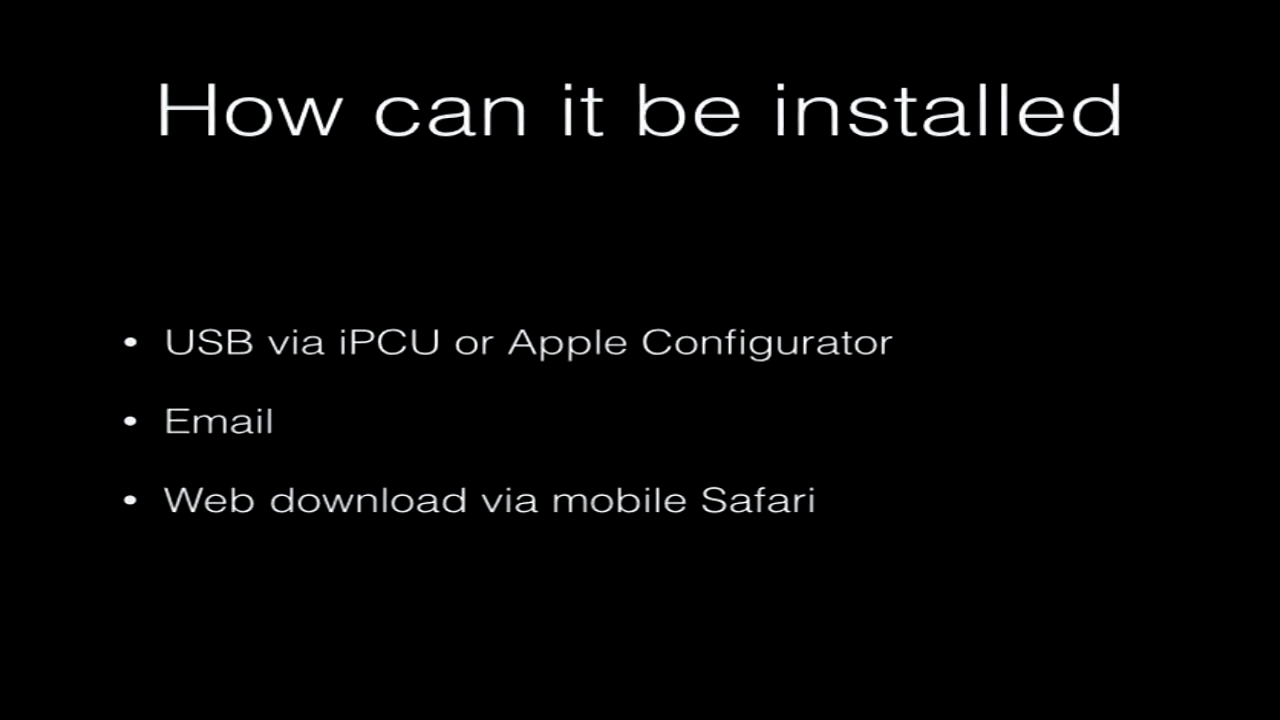 How can it be installed
• USB via iPCU or Apple Configurator
• Email
• Web download via mobile Safari